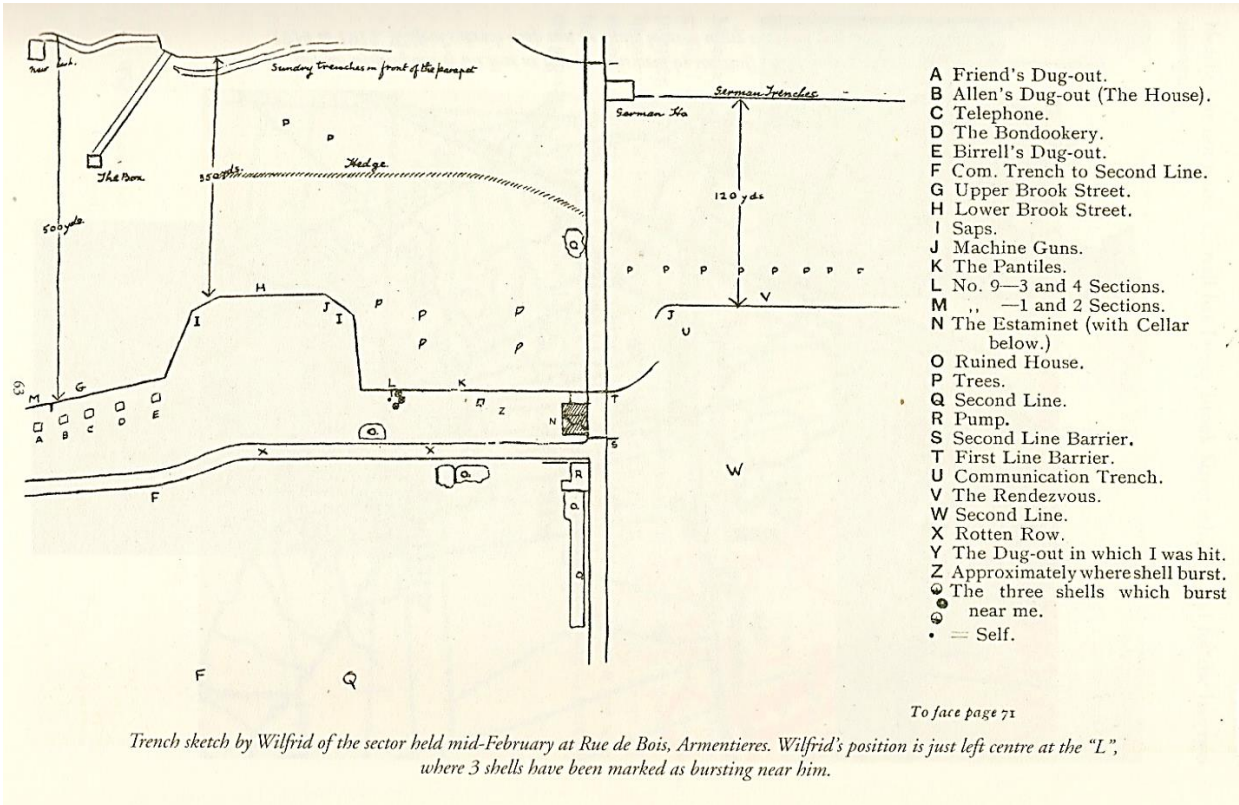 Sundry trenches in front of the parapet
The Box
350 yds.
500 yds.
Hedge
German Trenches
German Ho
120 yds
P
P
P P P P P P P P
H
J
I
I
P
P
P
P
P
V
J
U
G
M
L
K
Z
N
T
S
A
B
C
D
E
O
O
X
X
O
F
R
W
F
Q
63
A Friend's Dug-out.
B Allen's Dug-out (The House).
C Telephone.
D The Bondookery.
E Birrell's Dug-out.
F Com. Trench to Second Line.
G Upper Brook Street.
H Lower Brook Street.
I Saps.
J Machine Guns.
K The Pantiles.
L No. 9—3 and 4 Sections.
M ,, —1 and 2 Sections.
N The Estaminet (with Cellar
below.)
O Ruined House.
P Trees.
Q Second Line.
R Pump.
S Second Line Barrier.
T First Line Barrier.
U Communication Trench.
V The Rendezvous.
W Second Line.
X Rotten Row.
Y The Dug-out in which I was hit.
Z Approximately where shell burst.
The three shells which burst
near me.
• = Self.
To face page 71
Trench sketch by Wilfrid of the sector held mid-February at Rue de Bois, Armentieres. Wilfrid's position is just left centre at the “L”,
where 3 shells have been marked as bursting near him.